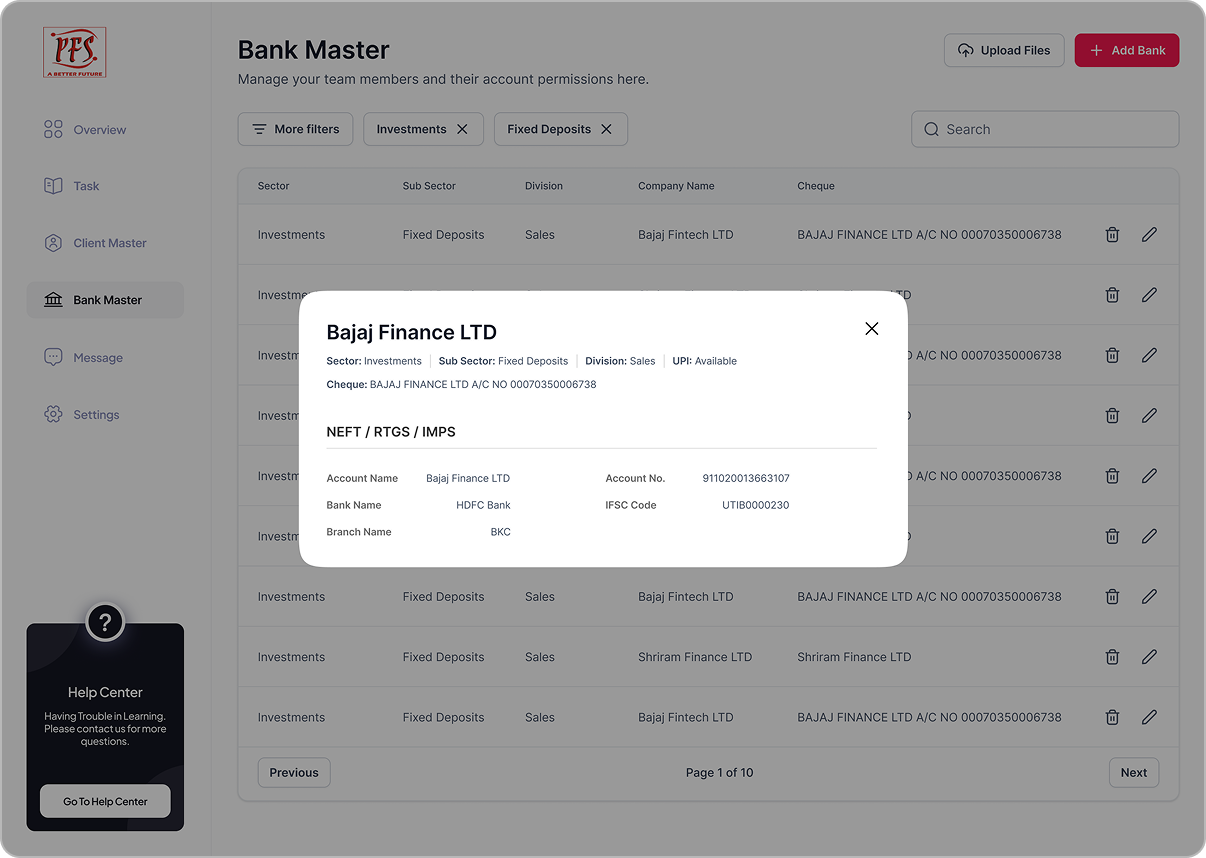 PFS.
A BETTER FUTURE
Overview
Task
Client Master
Bank Master
Message
Settings
?
Help Center
Having Trouble in Learning.
Please contact us for more
questions.
Go To Help Center
Bank Master
Manage your team members and their account permissions here.
Upload Files
Add Bank
More filters
Investments
Fixed Deposits
Search
Sector Sub Sector Division Company Name Cheque
Investments Fixed Deposits Sales Bajaj Fintech LTD BAJAJ FINANCE LTD A/C NO 00070350006738
Bajaj Finance LTD
Sector: Investments Sub Sector: Fixed Deposits Division: Sales UPI: Available
Cheque: BAJAJ FINANCE LTD A/C NO 00070350006738
NEFT / RTGS / IMPS
Account Name Bajaj Finance LTD Account No. 911020013663107
Bank Name HDFC Bank IFSC Code UTIB0000230
Branch Name BKC
D A/C NO 00070350006738
D A/C NO 00070350006738
Investments Fixed Deposits Sales Bajaj Fintech LTD BAJAJ FINANCE LTD A/C NO 00070350006738
Investments Fixed Deposits Sales Shriram Finance LTD Shriram Finance LTD
Investments Fixed Deposits Sales Bajaj Fintech LTD BAJAJ FINANCE LTD A/C NO 00070350006738
Previous
Page 1 of 10
Next